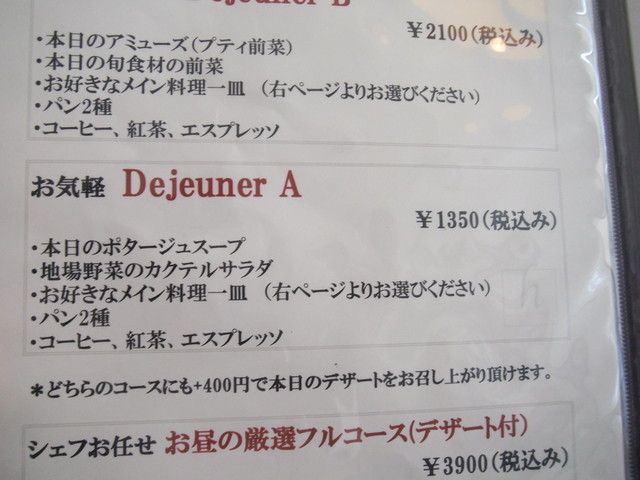 Dejeuner B
￥2100(税込み)
・本日のアミューズ(プティ前菜)
・本日の旬食材の前菜
・お好きなメイン料理一皿 (右ページよりお選びください)
・パン2種
・コーヒー、紅茶、エスプレッソ
お気軽 Dejeuner A
￥1350(税込み)
・本日のポタージュスープ
・地場野菜のカクテルサラダ
・お好きなメイン料理一皿 (右ページよりお選びください)
・パン2種
・コーヒー、紅茶、エスプレッソ
＊どちらのコースにも+400円で本日のデザートをお召し上がり頂けます。
シェフお任せ お昼の厳選フルコース(デザート付)
￥3900(税込み)